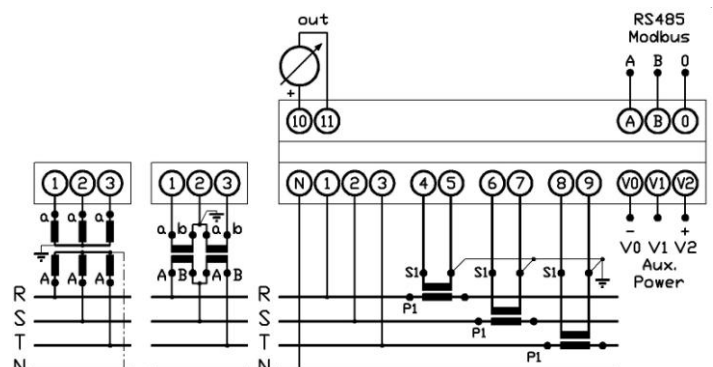 out
RS485
Modbus
A B 0
+
10 11 A B 0
1 2 3 1 2 3 N 1 2 3 4 5 6 7 8 9 V0 V1 V2
a a a a b a b - +
V0 V1 V2
A A A A B A B S1 S1 S1 Aux.
Power
R R P1
S S P1
T T P1
N N